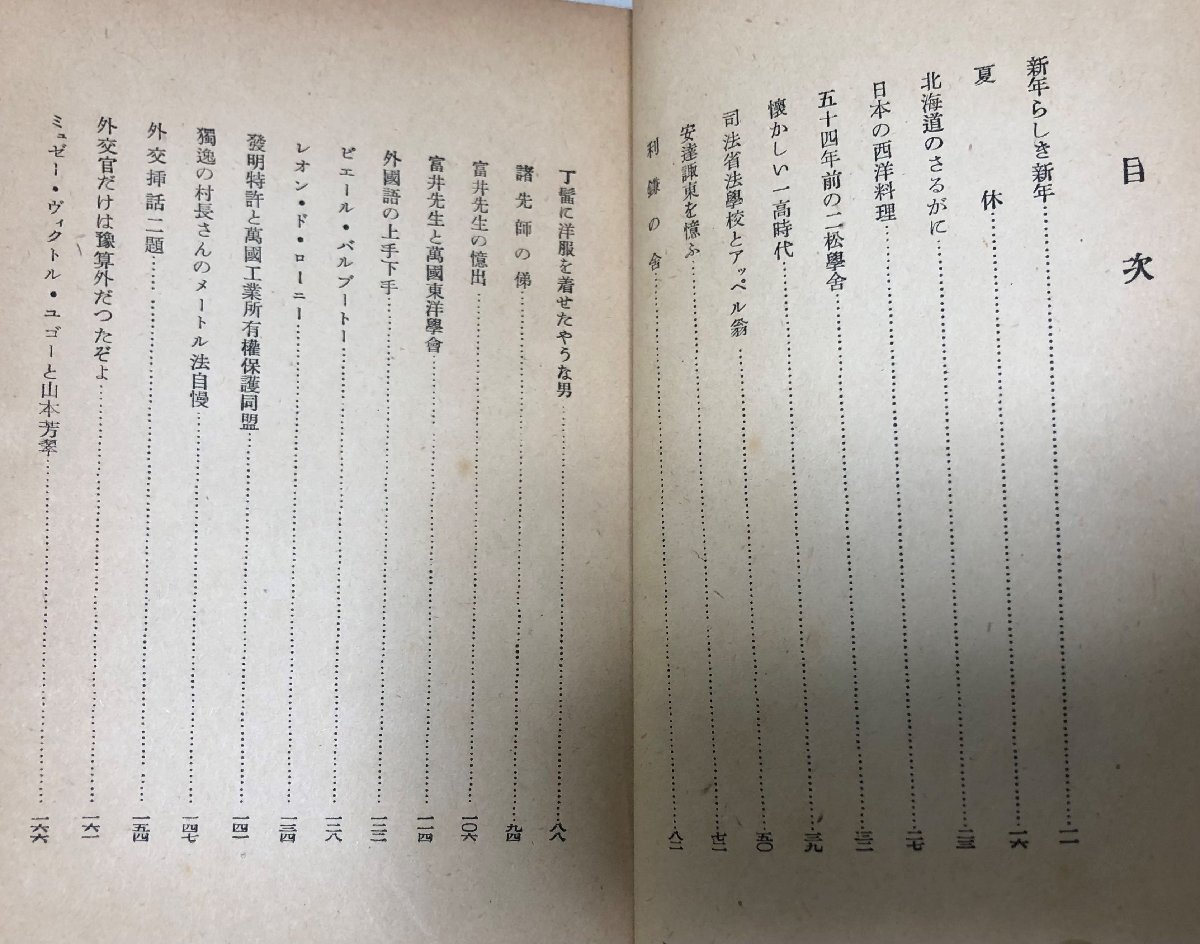 目次
新年らしき新年……一一
夏休……一六
北海道のさるがに……二三
日本の西洋料理……二七
五十四年前の二松學舍……三二
懷かしい一高時代……三九
司法省法學校とアッペル翁……五〇
安達諏東を憶ふ……七二
利鎌の舍……八二
丁髷に洋服を着せたやうな男……八八
諸先師の俤……九四
富井先生の憶出……一〇六
富井先生と萬國東洋學會……一一四
外國語の上手下手……一二二
ピエール・バルブートー……一二八
レオン・ド・ローニー……一三四
發明特許と萬國工業所有權保護同盟……一四一
獨逸の村長さんのメートル法自慢……一四七
外交揷話二題……一五四
外交官だけは豫算外だつたぞよ……一六一
ミュゼー・ヴィクトル・ユゴーと山本芳翠……一六六